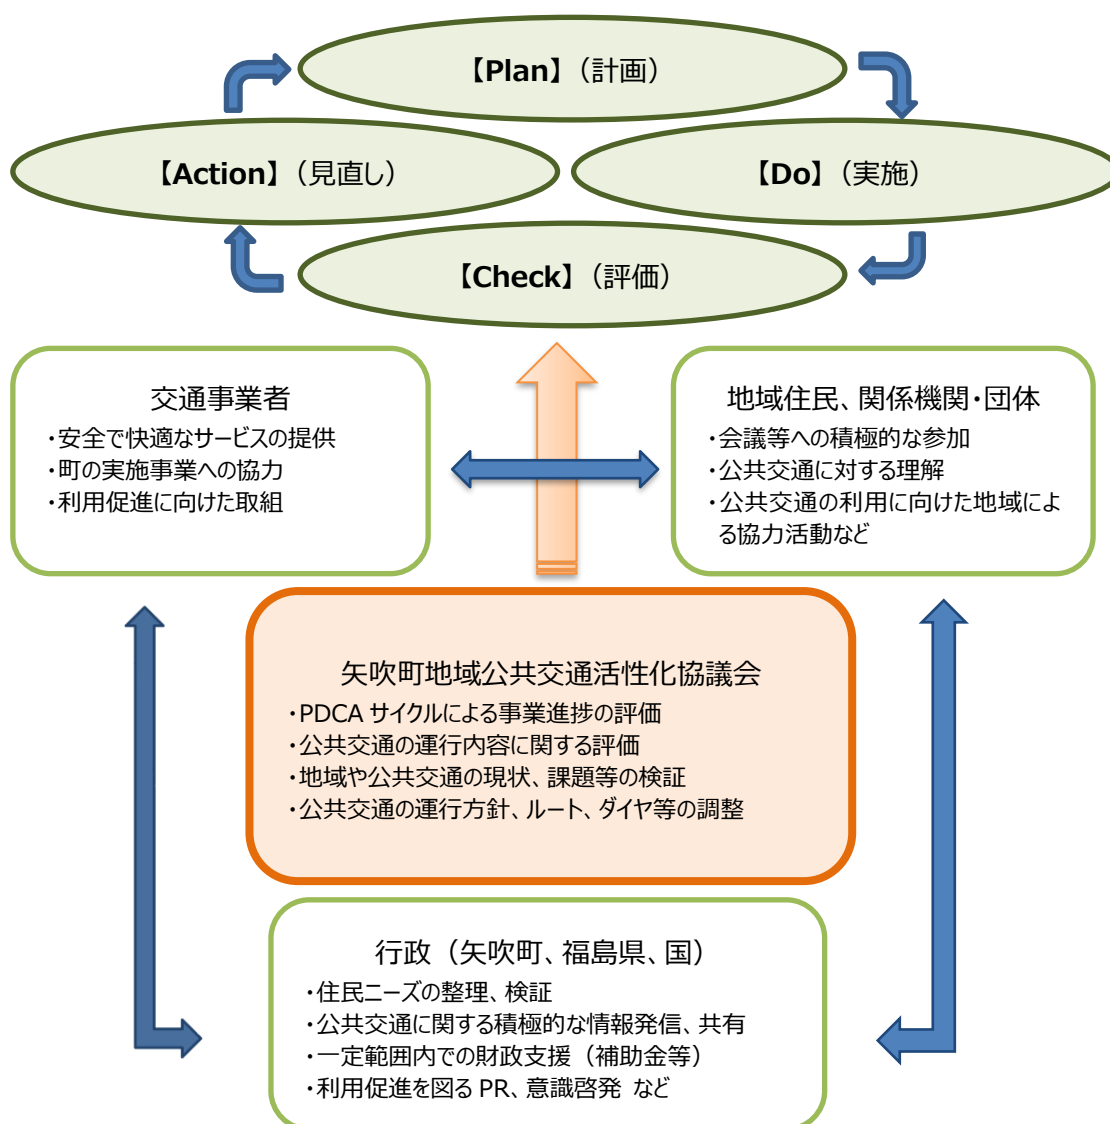 【Plan】（計画）
【Action】（見直し）
【Do】（実施）
【Check】（評価）
交通事業者
・安全で快適なサービスの提供
・町の実施事業への協力
・利用促進に向けた取組
地域住民、関係機関・団体
・会議等への積極的な参加
・公共交通に対する理解
・公共交通の利用に向けた地域によ
る協力活動など
矢吹町地域公共交通活性化協議会
・PDCA サイクルによる事業進捗の評価
・公共交通の運行内容に関する評価
・地域や公共交通の現状、課題等の検証
・公共交通の運行方針、ルート、ダイヤ等の調整
行政（矢吹町、福島県、国）
・住民ニーズの整理、検証
・公共交通に関する積極的な情報発信、共有
・一定範囲内での財政支援（補助金等）
・利用促進を図る PR、意識啓発 など